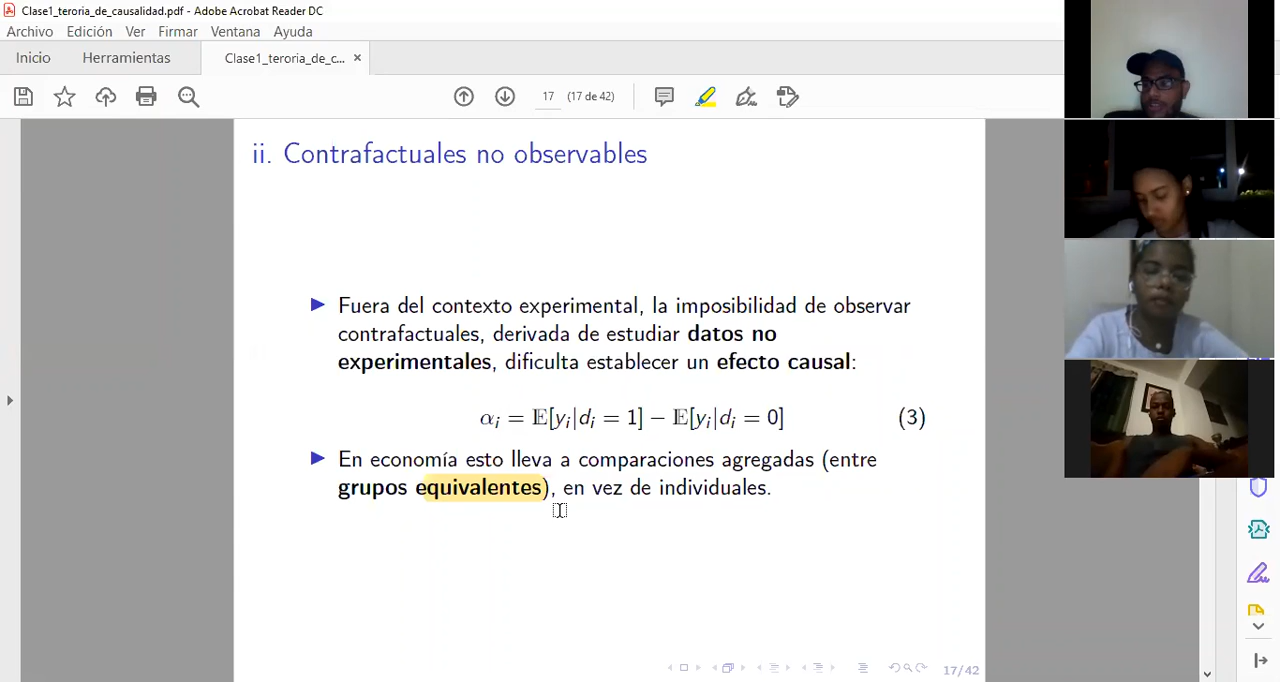 Clase1_teroria_de_causalidad.pdf - Adobe Acrobat Reader DC
Archivo Edición Ver Firmar Ventana Ayuda
Inicio Herramientas Clase1_teroria_de_c... ×
17 (17 de 42)
ii. Contrafactuales no observables
▶ Fuera del contexto experimental, la imposibilidad de observar
contrafactuales, derivada de estudiar datos no
experimentales, dificulta establecer un efecto causal:
αᵢ = 𝔼[yᵢ|dᵢ = 1] − 𝔼[yᵢ|dᵢ = 0] (3)
▶ En economía esto lleva a comparaciones agregadas (entre
grupos equivalentes), en vez de individuales.
17/42